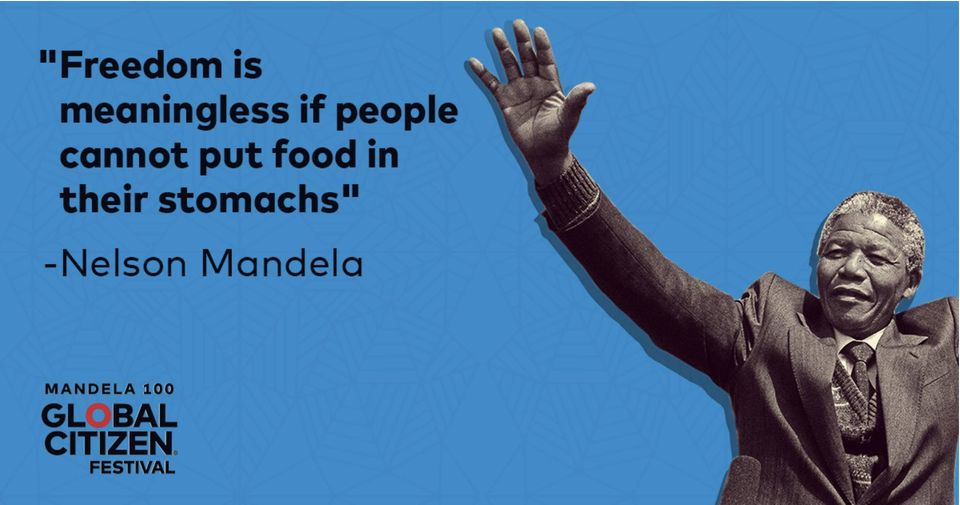 "Freedom is
meaningless if people
cannot put food in
their stomachs"
-Nelson Mandela
MANDELA 100
GLOBAL
CITIZEN®
FESTIVAL